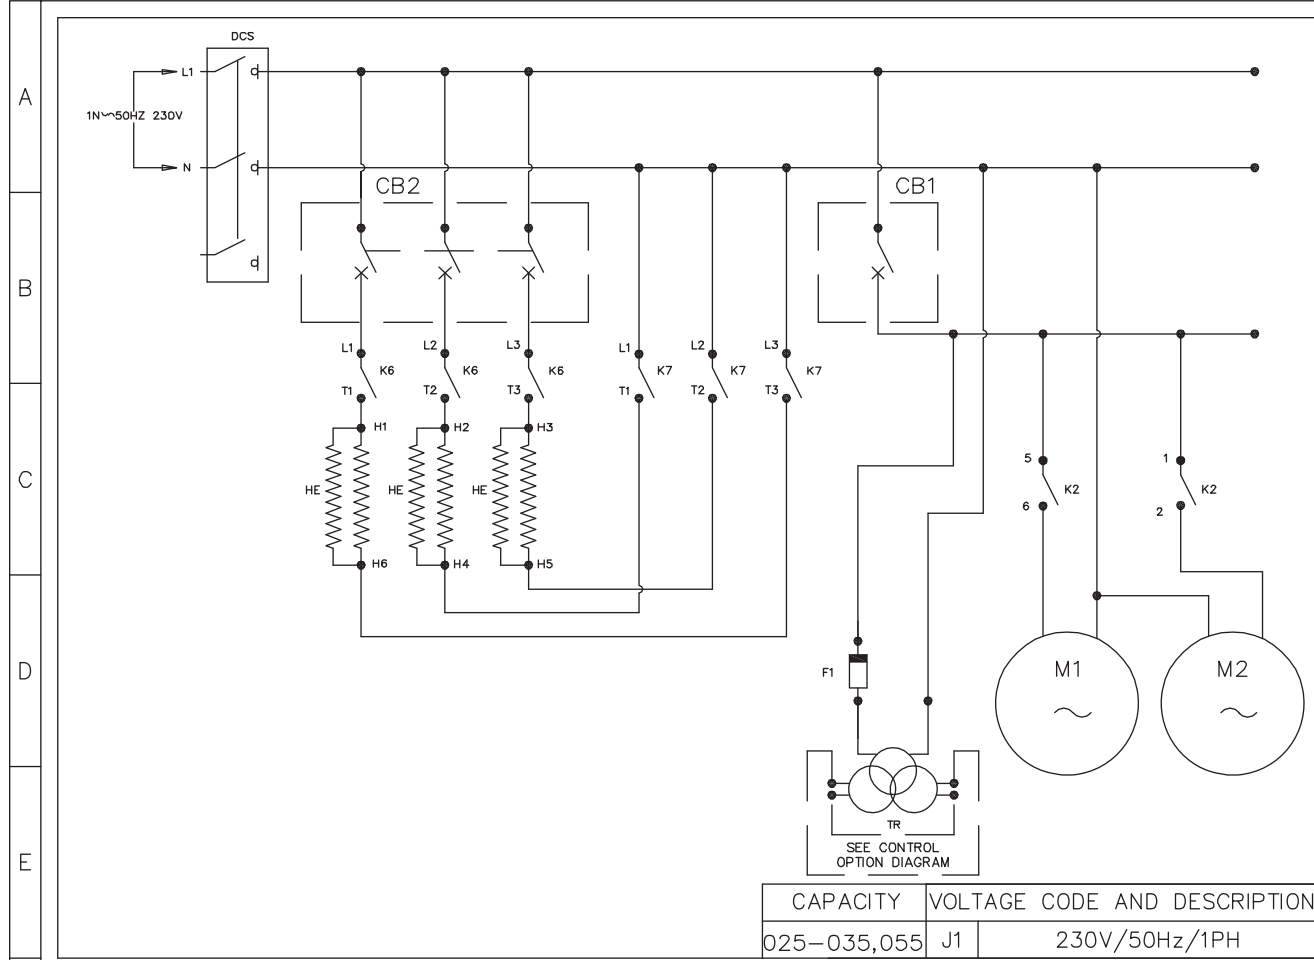 DCS
A
L1
1N~50HZ 230V
N
CB2
CB1
B
L1 L2 L3 L1 L2 L3
K6 K6 K6 K7 K7 K7
T1 T2 T3 T1 T2 T3
H1 H2 H3
C
5 1
HE HE HE K2 K2
6 2
H6 H4 H5
D
F1
M1 M2
~ ~
TR
E
SEE CONTROL
OPTION DIAGRAM
CAPACITY VOLTAGE CODE AND DESCRIPTION
025-035,055 J1 230V/50Hz/1PH